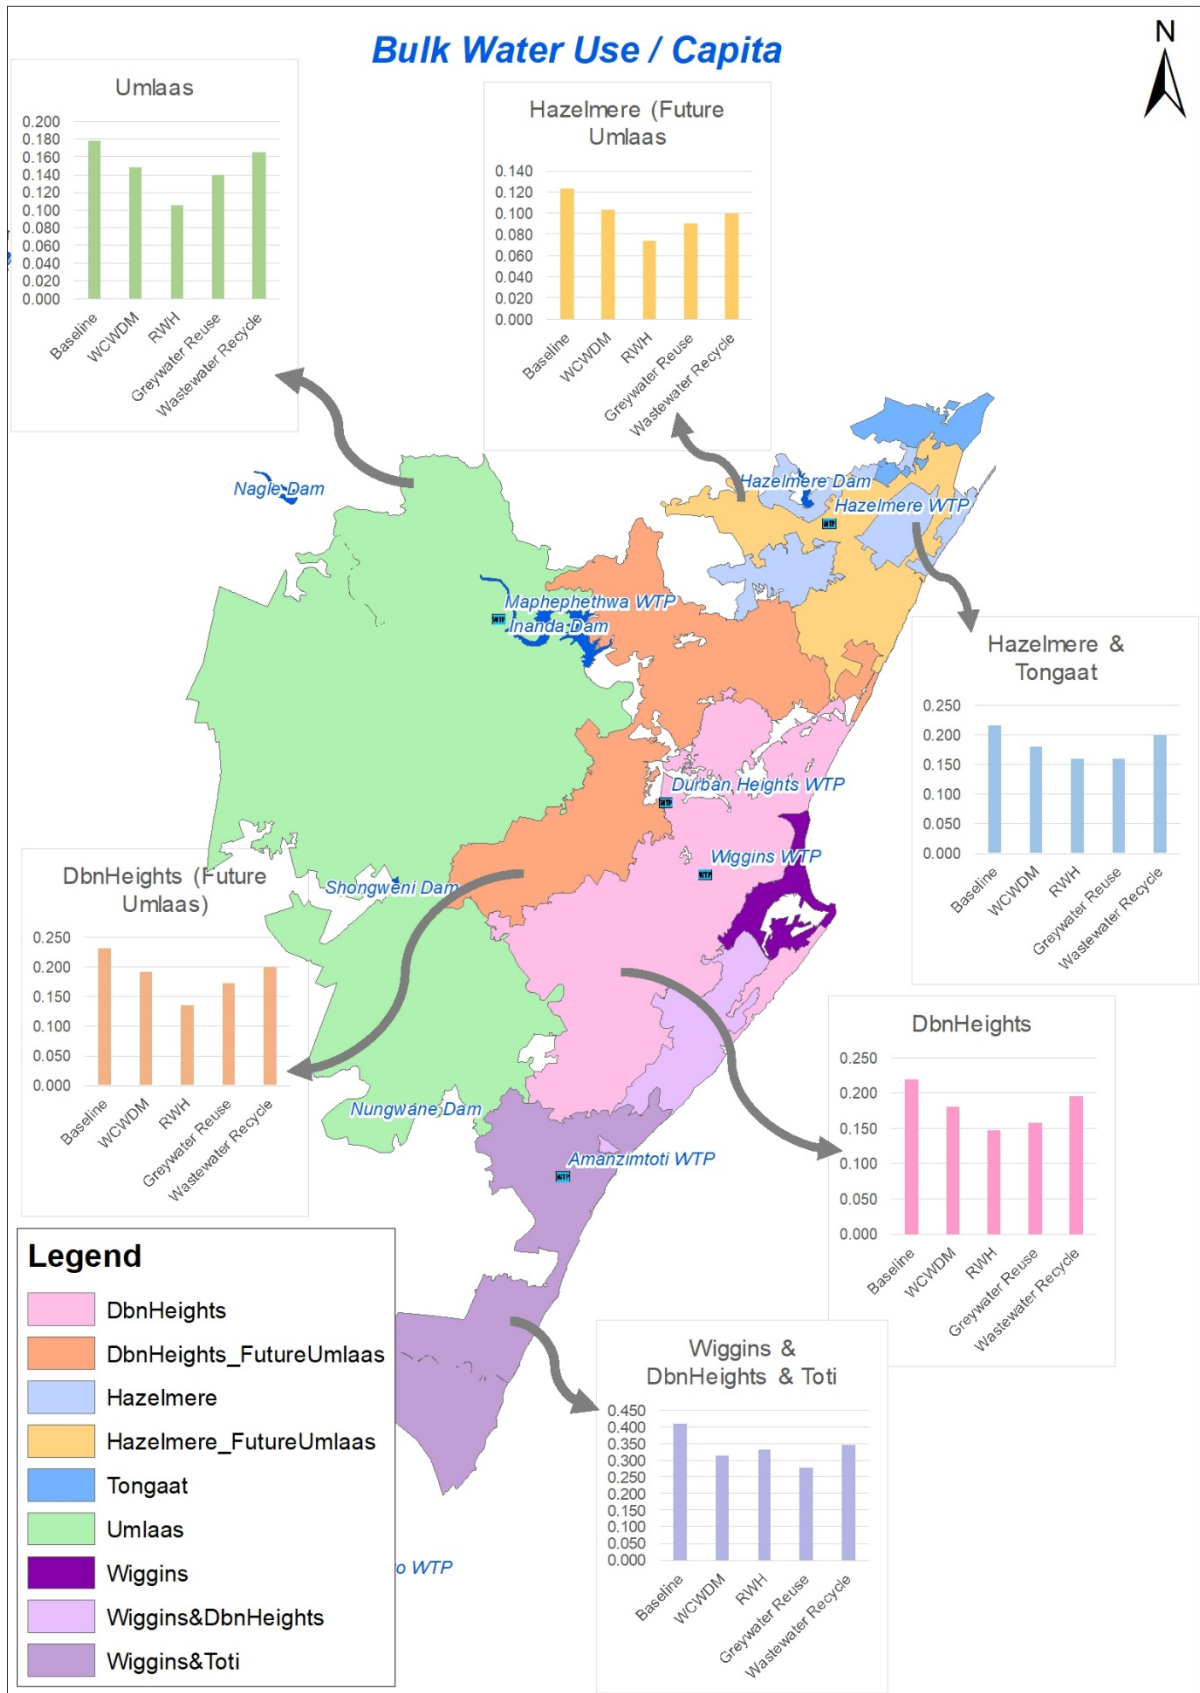 Bulk Water Use / Capita
N
Umlaas
0.200
0.180
0.160
0.140
0.120
0.100
0.080
0.060
0.040
0.020
0.000
Baseline
WCWDM
RWH
Greywater Reuse
Wastewater Recycle
Hazelmere (Future
Umlaas
0.140
0.120
0.100
0.080
0.060
0.040
0.020
0.000
Baseline
WCWDM
RWH
Greywater Reuse
Wastewater Recycle
Nagle Dam
Hazelmere Dam
Hazelmere WTP
WTP
Maphephethwa WTP
WTP
Inanda Dam
Hazelmere &
Tongaat
0.250
0.200
0.150
0.100
0.050
0.000
Baseline
WCWDM
RWH
Greywater Reuse
Wastewater Recycle
Durban Heights WTP
WTP
Wiggins WTP
WTP
Shongweni Dam
DbnHeights (Future
Umlaas)
0.250
0.200
0.150
0.100
0.050
0.000
Baseline
WCWDM
RWH
Greywater Reuse
Wastewater Recycle
DbnHeights
0.250
0.200
0.150
0.100
0.050
0.000
Baseline
WCWDM
RWH
Greywater Reuse
Wastewater Recycle
Nungwane Dam
Amanzimtoti WTP
WTP
Wiggins &
DbnHeights & Toti
0.450
0.400
0.350
0.300
0.250
0.200
0.150
0.100
0.050
0.000
Baseline
WCWDM
RWH
Greywater Reuse
Wastewater Recycle
Legend
DbnHeights
DbnHeights_FutureUmlaas
Hazelmere
Hazelmere_FutureUmlaas
Tongaat
Umlaas
Wiggins
Wiggins&DbnHeights
Wiggins&Toti
o WTP